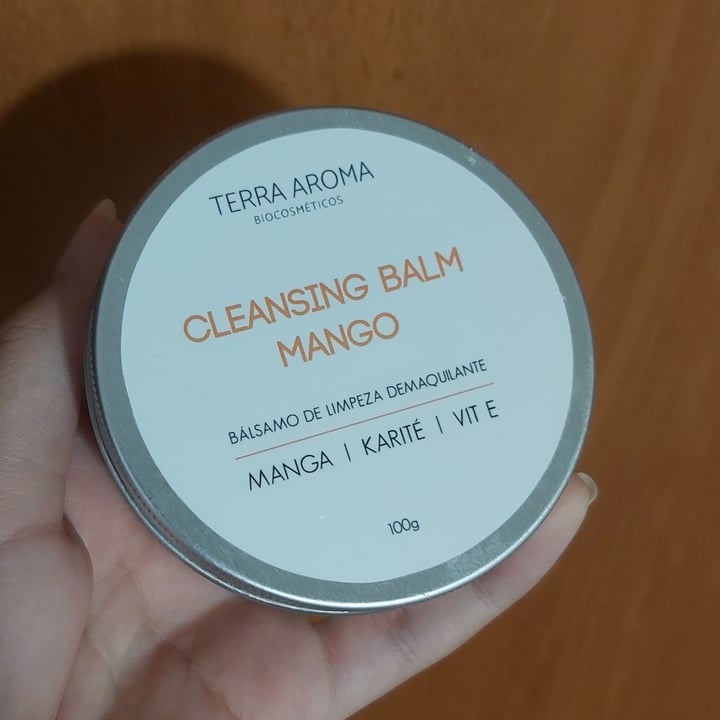 TERRA AROMA
BIOCOSMÉTICOS
CLEANSING BALM
MANGO
BÁLSAMO DE LIMPEZA DEMAQUILANTE
MANGA | KARITÉ | VIT E
100g